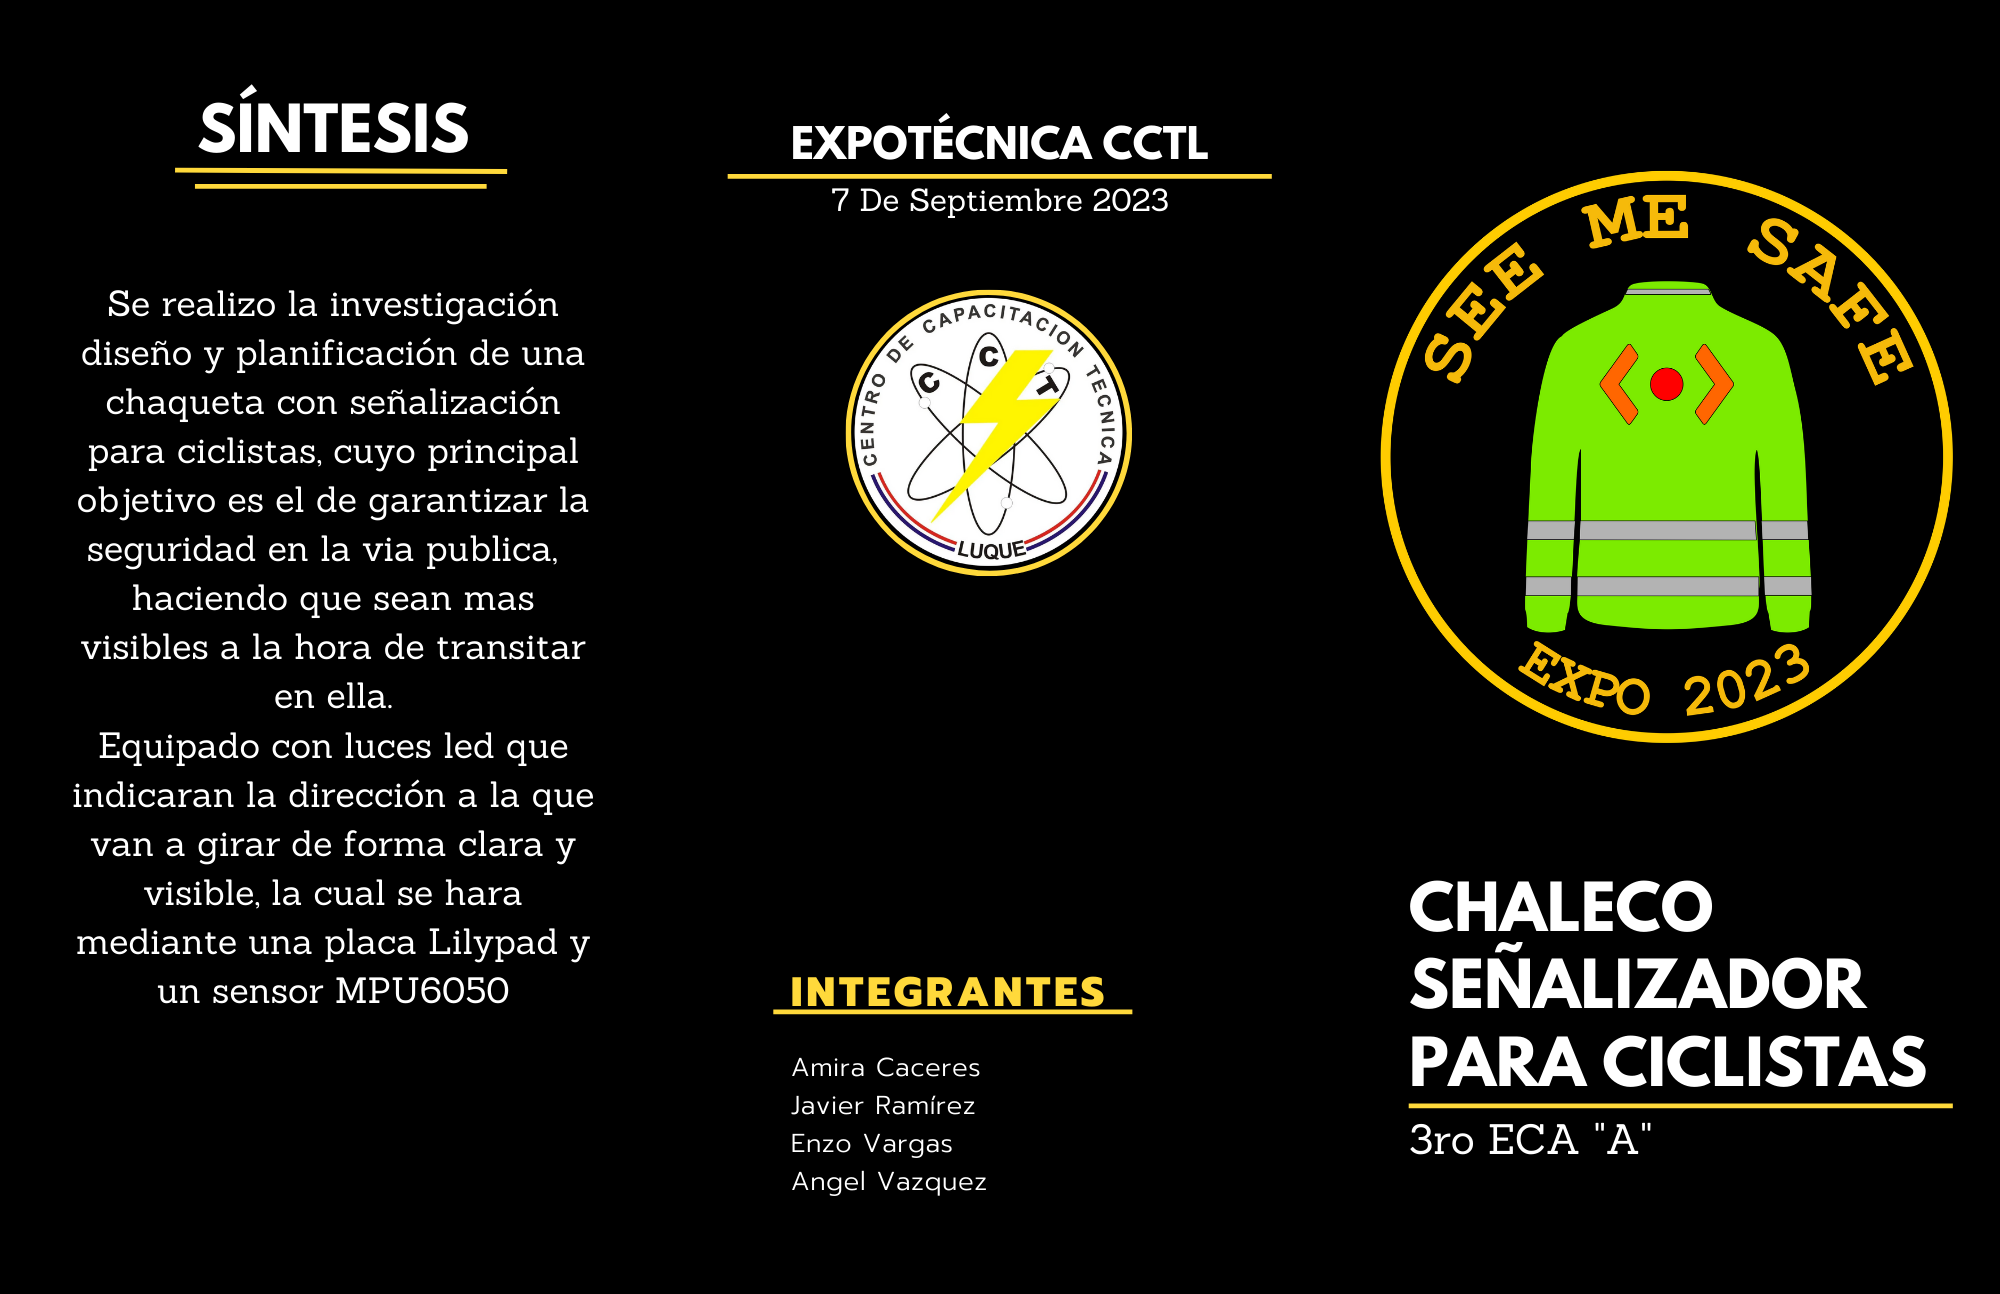 SÍNTESIS
Se realizo la investigación
diseño y planificación de una
chaqueta con señalización
para ciclistas, cuyo principal
objetivo es el de garantizar la
seguridad en la via publica,
haciendo que sean mas
visibles a la hora de transitar
en ella.
Equipado con luces led que
indicaran la dirección a la que
van a girar de forma clara y
visible, la cual se hara
mediante una placa Lilypad y
un sensor MPU6050
EXPOTÉCNICA CCTL
7 De Septiembre 2023
CENTRO DE CAPACITACION TECNICA
C C T
LUQUE
INTEGRANTES
Amira Caceres
Javier Ramírez
Enzo Vargas
Angel Vazquez
SEE ME SAFE
EXPO 2023
CHALECO
SEÑALIZADOR
PARA CICLISTAS
3ro ECA "A"